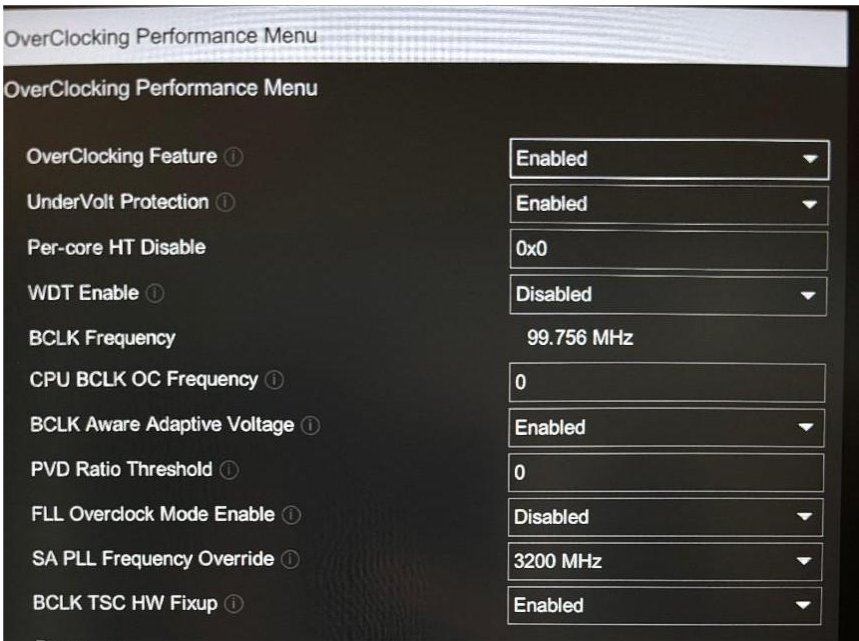 OverClocking Performance Menu
OverClocking Performance Menu
OverClocking Feature Enabled
UnderVolt Protection Enabled
Per-core HT Disable 0x0
WDT Enable Disabled
BCLK Frequency 99.756 MHz
CPU BCLK OC Frequency 0
BCLK Aware Adaptive Voltage Enabled
PVD Ratio Threshold 0
FLL Overclock Mode Enable Disabled
SA PLL Frequency Override 3200 MHz
BCLK TSC HW Fixup Enabled